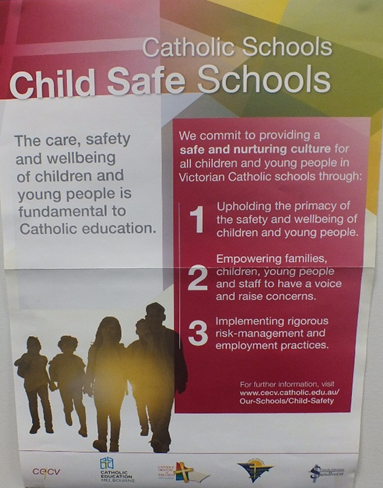 Catholic Schools
Child Safe Schools
The care, safety
and wellbeing
of children and
young people is
fundamental to
Catholic education.
We commit to providing a
safe and nurturing culture for
all children and young people in
Victorian Catholic schools through:
1 Upholding the primacy of
the safety and wellbeing of
children and young people.
2 Empowering families,
children, young people
and staff to have a voice
and raise concerns.
3 Implementing rigorous
risk-management and
employment practices.
For further information, visit
www.cecv.catholic.edu.au/
Our-Schools/Child-Safety
cecv
CATHOLIC
EDUCATION
MELBOURNE